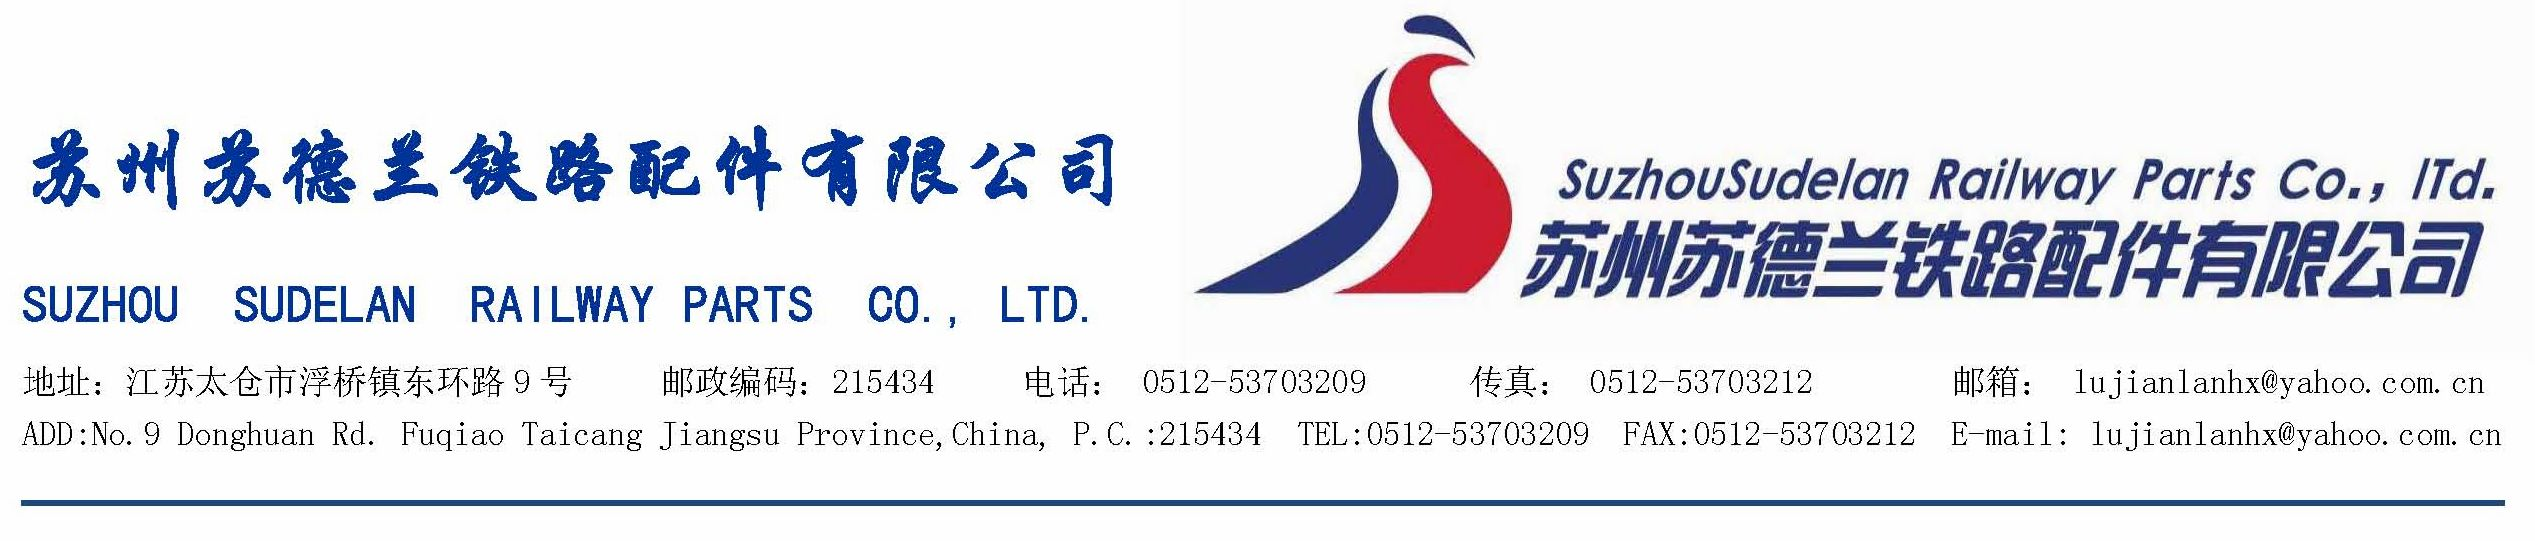 苏州苏德兰铁路配件有限公司
SUZHOU SUDELAN RAILWAY PARTS CO., LTD.
SuzhouSudelan Railway Parts Co., lTd.
苏州苏德兰铁路配件有限公司
地址：江苏太仓市浮桥镇东环路9号 邮政编码：215434 电话： 0512-53703209 传真： 0512-53703212 邮箱： lujianlanhx@yahoo.com.cn
ADD:No.9 Donghuan Rd. Fuqiao Taicang Jiangsu Province,China, P.C.:215434 TEL:0512-53703209 FAX:0512-53703212 E-mail: lujianlanhx@yahoo.com.cn